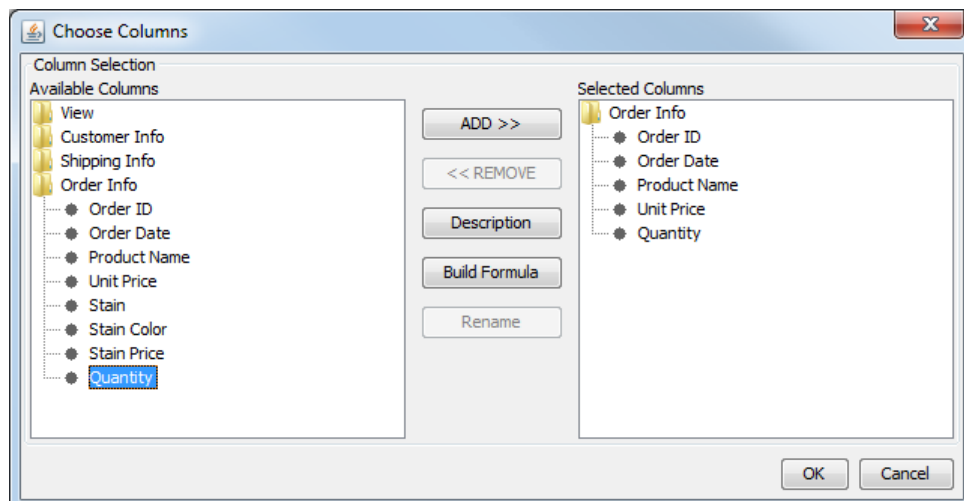 Choose Columns
Column Selection
Available Columns
View
Customer Info
Shipping Info
Order Info
Order ID
Order Date
Product Name
Unit Price
Stain
Stain Color
Stain Price
Quantity
ADD >>
<< REMOVE
Description
Build Formula
Rename
Selected Columns
Order Info
Order ID
Order Date
Product Name
Unit Price
Quantity
OK
Cancel